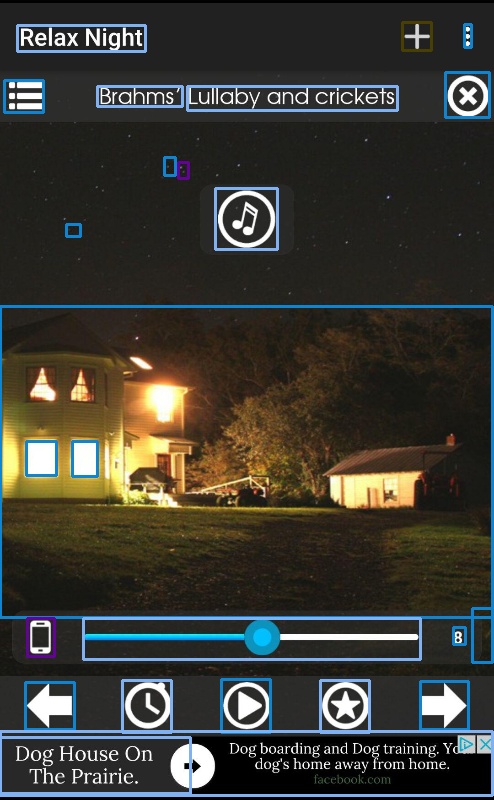 Relax Night
Brahms' Lullaby and crickets
8
Dog House On
The Prairie.
Dog boarding and Dog training.
dog's home away from home.
facebook.com